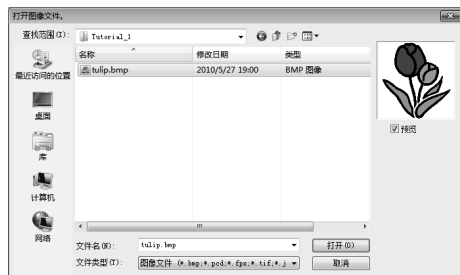 打开图像文件。
查找范围(I): Tutorial_1
名称 修改日期 类型
tulip.bmp 2010/5/27 19:00 BMP 图像
最近访问的位置
桌面
库
计算机
网络
预览
文件名(N): tulip.bmp 打开(O)
文件类型(T): 图像文件 (*.bmp;*.pcd;*.fpx;*.tif;*.j 取消